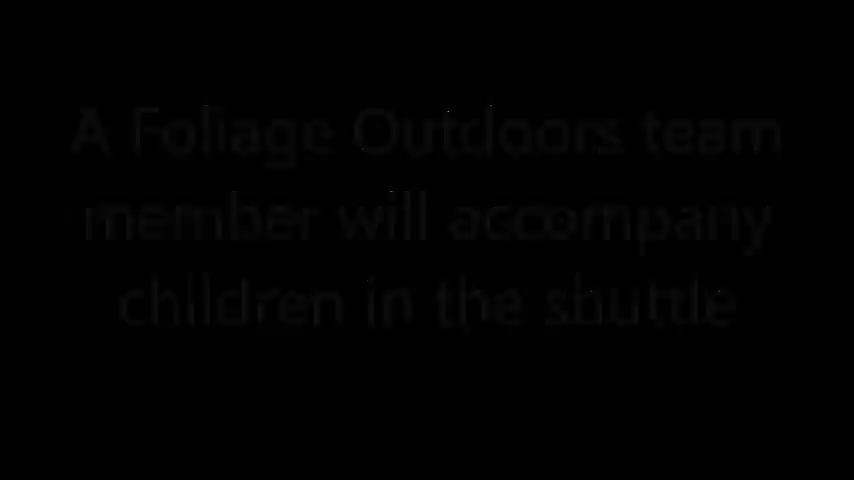 A Foliage Outdoors team
member will accompany
children in the shuttle